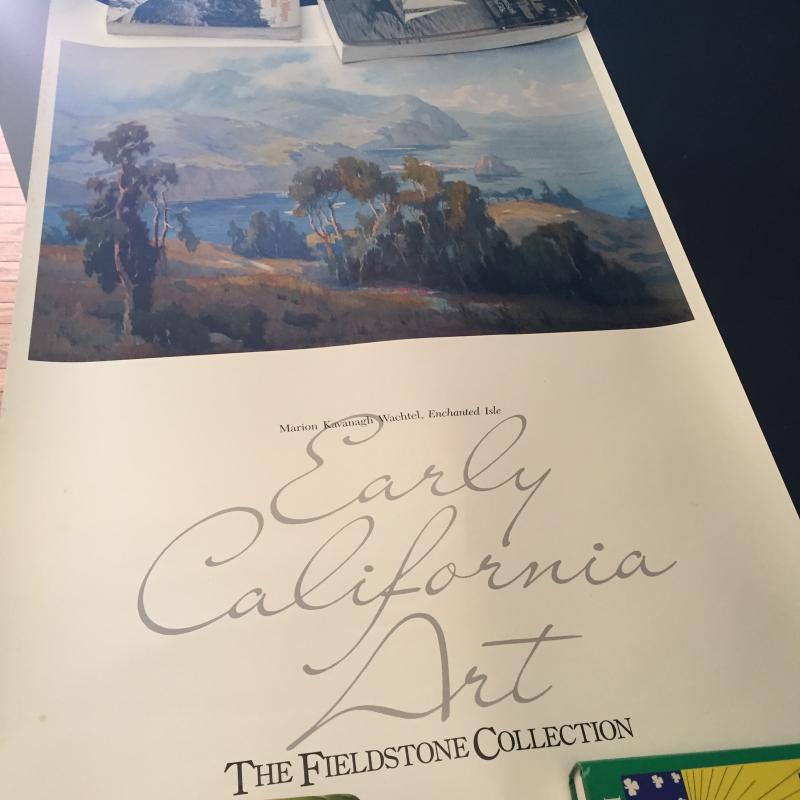 Marion Kavanagh Wachtel, Enchanted Isle
Early
California
Art
THE FIELDSTONE COLLECTION